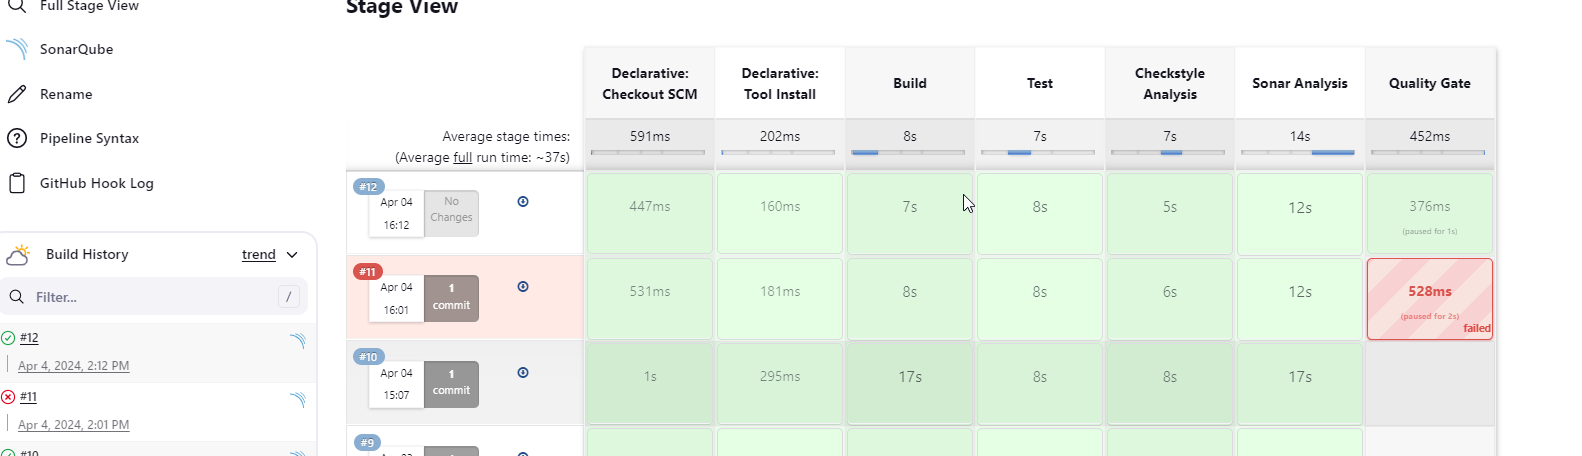 Full Stage View
SonarQube
Rename
Pipeline Syntax
GitHub Hook Log
Build History
trend
Filter...
/
#12
Apr 4, 2024, 2:12 PM
#11
Apr 4, 2024, 2:01 PM
#10
Stage View
Declarative: Checkout SCM
Declarative: Tool Install
Build
Test
Checkstyle Analysis
Sonar Analysis
Quality Gate
Average stage times:
(Average full run time: ~37s)
591ms
202ms
8s
7s
7s
14s
452ms
#12
Apr 04
16:12
No Changes
447ms
160ms
7s
8s
5s
12s
376ms
(paused for 1s)
#11
Apr 04
16:01
1 commit
531ms
181ms
8s
8s
6s
12s
528ms
(paused for 2s)
failed
#10
Apr 04
15:07
1 commit
1s
295ms
17s
8s
8s
17s
#9